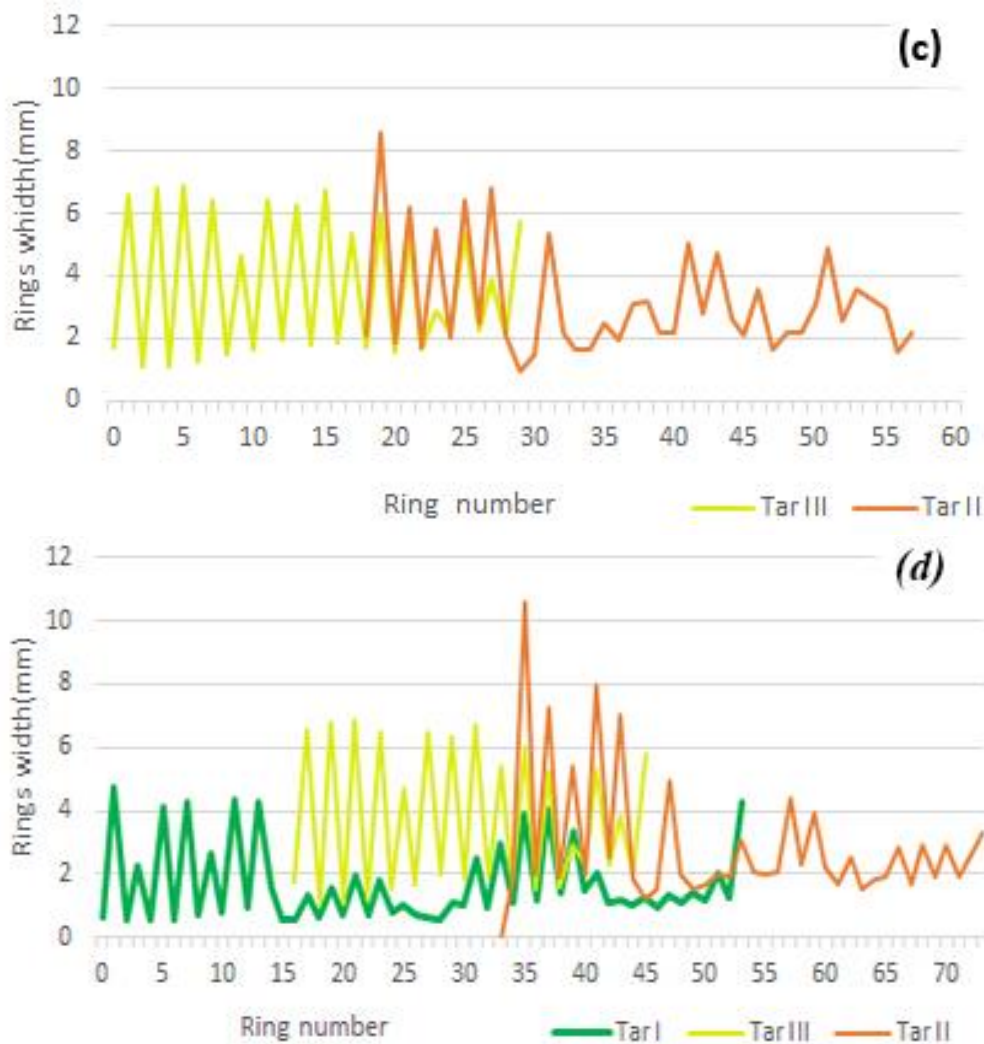 (c)
12
10
8
6
4
2
0
Rings whidth(mm)
0 5 10 15 20 25 30 35 40 45 50 55 60
Ring number
Tar III Tar II
(d)
12
10
8
6
4
2
0
Rings width(mm)
0 5 10 15 20 25 30 35 40 45 50 55 60 65 70
Ring number
Tar I Tar III Tar II